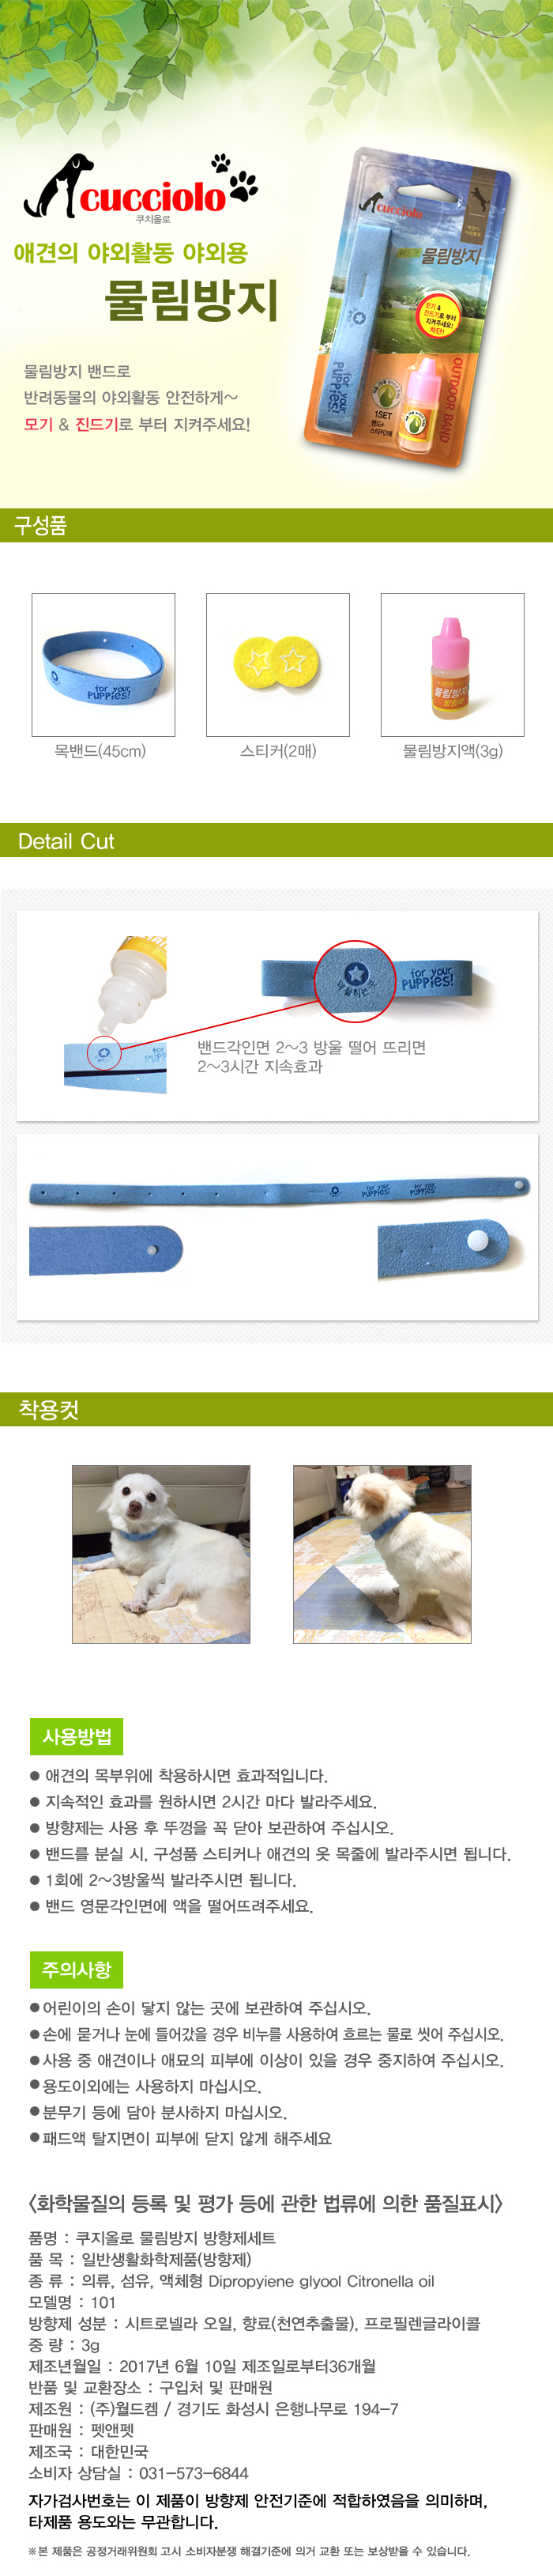 cucciolo
쿠치올로
애견의 야외활동 야외용
물림방지
물림방지 밴드로
반려동물의 야외활동 안전하게~
모기 & 진드기로 부터 지켜주세요!
cucciolo
애견의
야외활동
물림방지
모기 &
진드기로 부터
지켜주세요!
차단!
for your
PUPPIES!
1SET
밴드+
스티커2매
OUTDOOR BAND
구성품
for your
PUPPIES!
물림방지
방향제
목밴드(45cm)
스티커(2매)
물림방지액(3g)
Detail Cut
for your
PUPPIES!
밴드각인면 2~3 방울 떨어 뜨리면
2~3시간 지속효과
for your
PUPPIES!
for your
PUPPIES!
착용컷
사용방법
● 애견의 목부위에 착용하시면 효과적입니다.
● 지속적인 효과를 원하시면 2시간 마다 발라주세요.
● 방향제는 사용 후 뚜껑을 꼭 닫아 보관하여 주십시오.
● 밴드를 분실 시, 구성품 스티커나 애견의 옷 목줄에 발라주시면 됩니다.
● 1회에 2~3방울씩 발라주시면 됩니다.
● 밴드 영문각인면에 액을 떨어뜨려주세요.
주의사항
● 어린이의 손이 닿지 않는 곳에 보관하여 주십시오.
● 손에 묻거나 눈에 들어갔을 경우 비누를 사용하여 흐르는 물로 씻어 주십시오.
● 사용 중 애견이나 애묘의 피부에 이상이 있을 경우 중지하여 주십시오.
● 용도이외에는 사용하지 마십시오.
● 분무기 등에 담아 분사하지 마십시오.
● 패드액 탈지면이 피부에 닫지 않게 해주세요
<화학물질의 등록 및 평가 등에 관한 법류에 의한 품질표시>
품명 : 쿠지올로 물림방지 방향제세트
품 목 : 일반생활화학제품(방향제)
종 류 : 의류, 섬유, 액체형 Dipropyiene glyool Citronella oil
모델명 : 101
방향제 성분 : 시트로넬라 오일, 향료(천연추출물), 프로필렌글라이콜
중 량 : 3g
제조년월일 : 2017년 6월 10일 제조일로부터36개월
반품 및 교환장소 : 구입처 및 판매원
제조원 : (주)월드켐 / 경기도 화성시 은행나무로 194-7
판매원 : 펫앤펫
제조국 : 대한민국
소비자 상담실 : 031-573-6844
자가검사번호는 이 제품이 방향제 안전기준에 적합하였음을 의미하며,
타제품 용도와는 무관합니다.
※본 제품은 공정거래위원회 고시 소비자분쟁 해결기준에 의거 교환 또는 보상받을 수 있습니다.